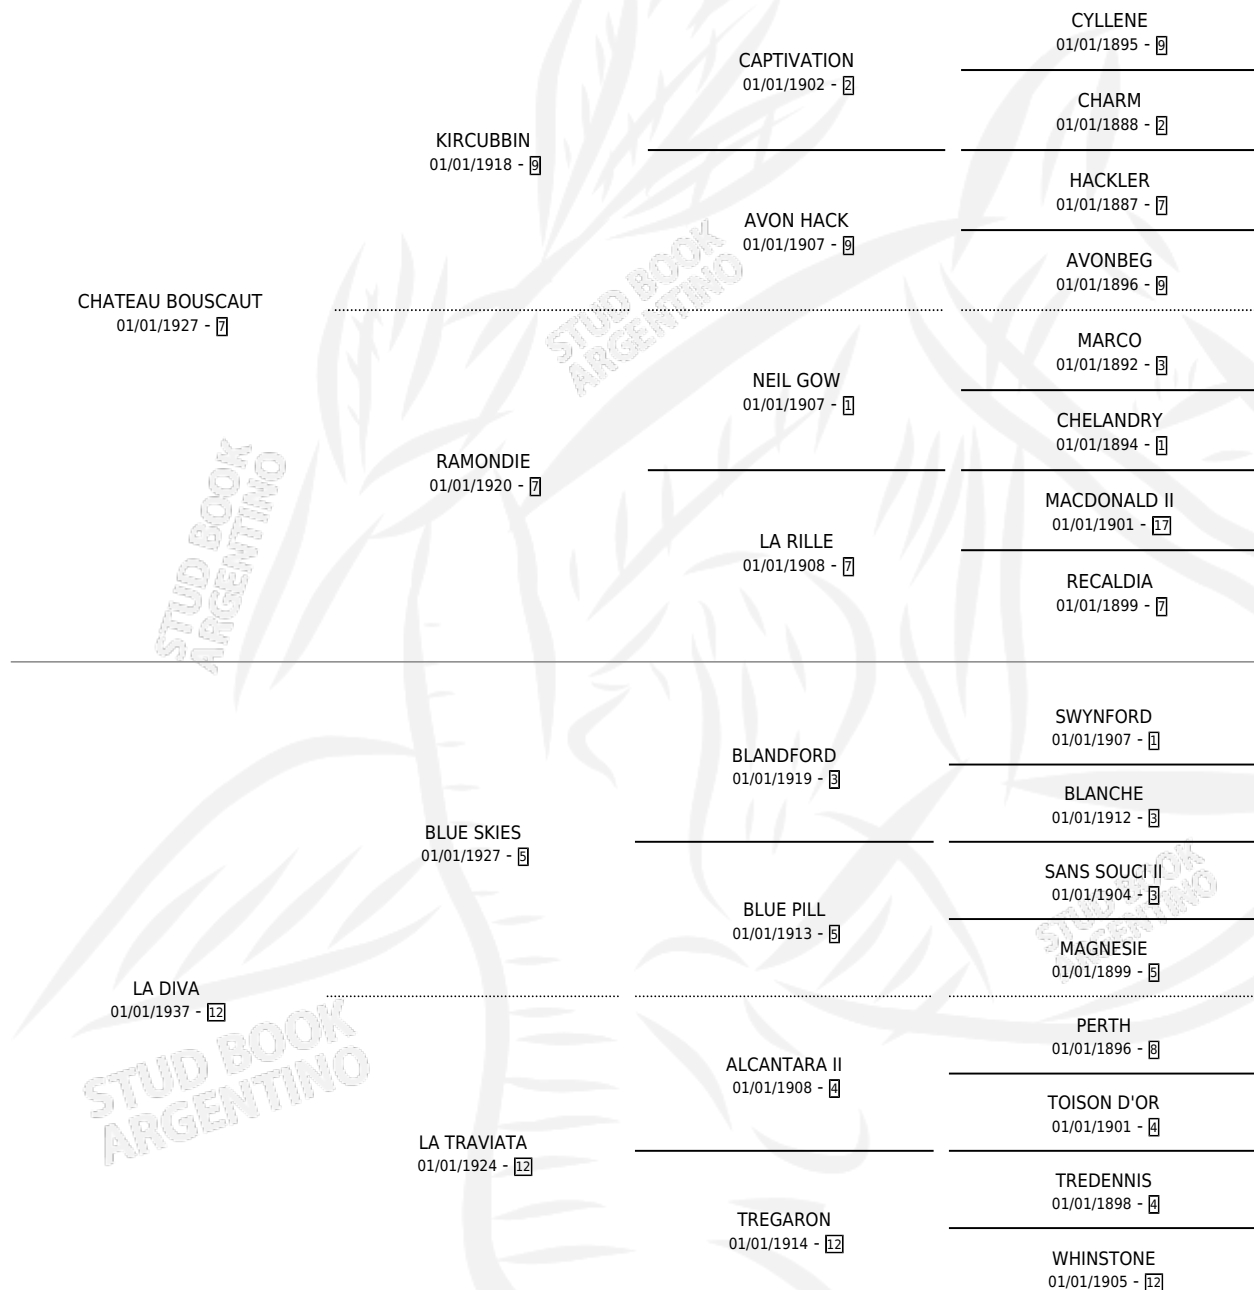 CYLLENE
01/01/1895 - 9
CAPTIVATION
01/01/1902 - 2
CHARM
01/01/1888 - 2
KIRCUBBIN
01/01/1918 - 9
HACKLER
01/01/1887 - 7
AVON HACK
01/01/1907 - 9
AVONBEG
01/01/1896 - 9
CHATEAU BOUSCAUT
01/01/1927 - 7
MARCO
01/01/1892 - 3
NEIL GOW
01/01/1907 - 1
CHELANDRY
01/01/1894 - 1
RAMONDIE
01/01/1920 - 7
MACDONALD II
01/01/1901 - 17
LA RILLE
01/01/1908 - 7
RECALDIA
01/01/1899 - 7
SWYNFORD
01/01/1907 - 1
BLANDFORD
01/01/1919 - 3
BLANCHE
01/01/1912 - 3
BLUE SKIES
01/01/1927 - 5
SANS SOUCI II
01/01/1904 - 3
BLUE PILL
01/01/1913 - 5
MAGNESIE
01/01/1899 - 5
LA DIVA
01/01/1937 - 12
PERTH
01/01/1896 - 8
ALCANTARA II
01/01/1908 - 4
TOISON D'OR
01/01/1901 - 4
LA TRAVIATA
01/01/1924 - 12
TREDENNIS
01/01/1898 - 4
TREGARON
01/01/1914 - 12
WHINSTONE
01/01/1905 - 12
STUD BOOK
ARGENTINO
STUD BOOK
ARGENTINO
STUD BOOK
ARGENTINO
STUD BOOK
ARGENTINO